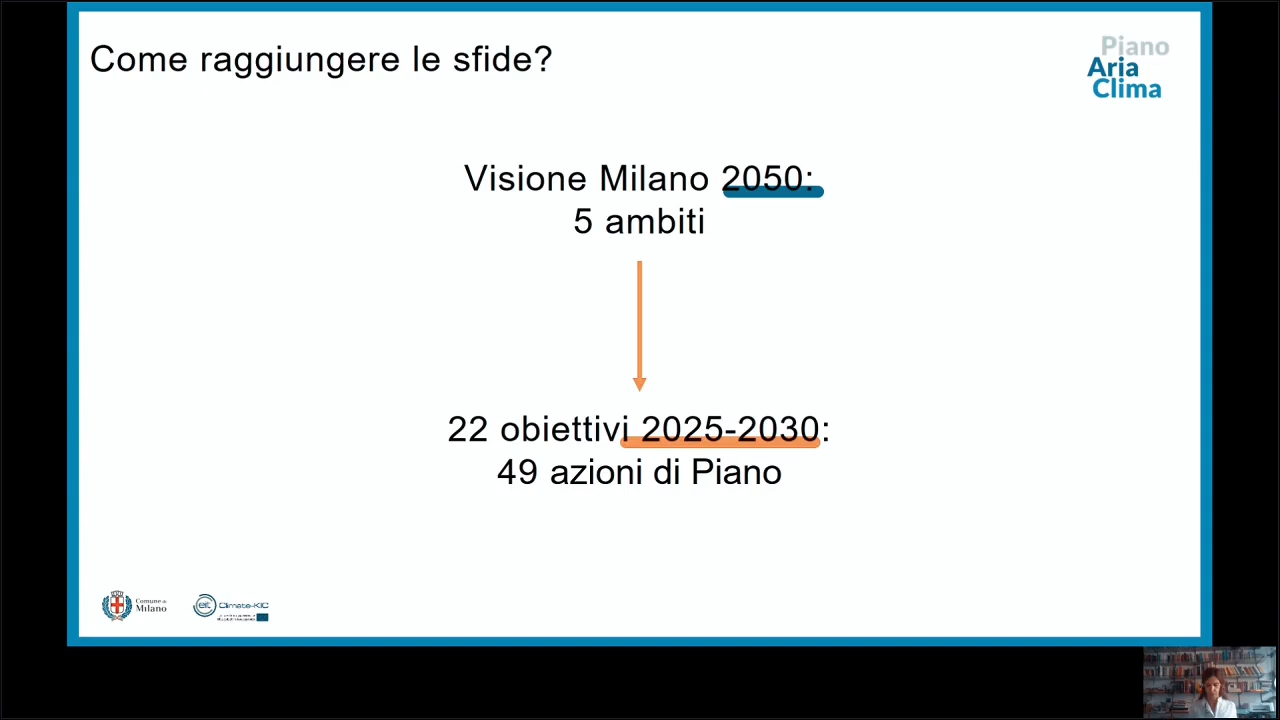 Come raggiungere le sfide?
Piano
Aria
Clima
Visione Milano 2050:
5 ambiti
22 obiettivi 2025-2030:
49 azioni di Piano
Comune di
Milano
eit
Climate-KIC